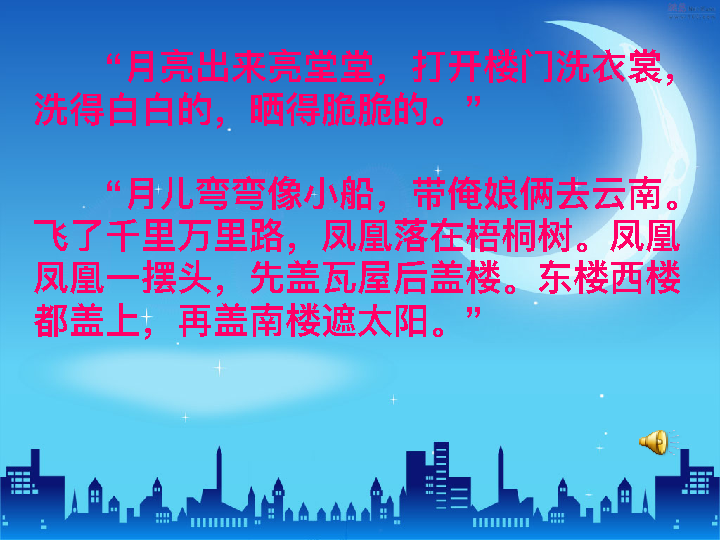 “月亮出来亮堂堂，打开楼门洗衣裳，
洗得白白的，晒得脆脆的。”
“月儿弯弯像小船，带俺娘俩去云南。
飞了千里万里路，凤凰落在梧桐树。凤凰
凤凰一摆头，先盖瓦屋后盖楼。东楼西楼
都盖上，再盖南楼遮太阳。”